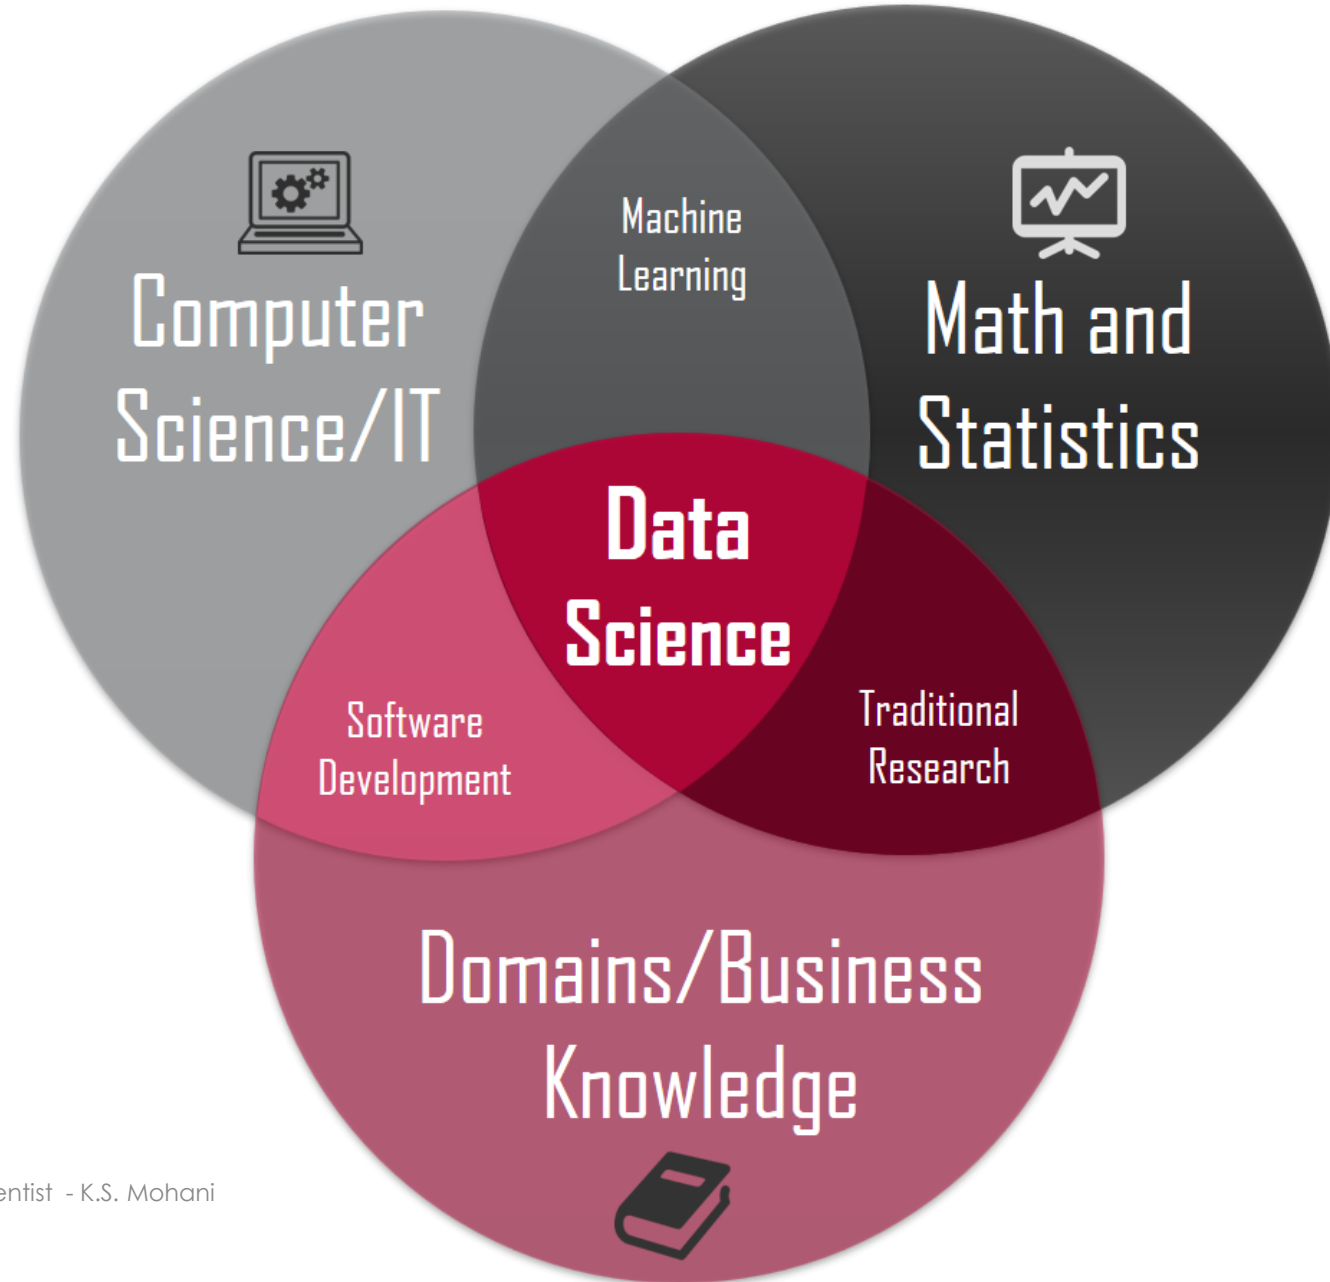 Machine
Learning
Computer
Science/IT
Math and
Statistics
Data
Science
Software
Development
Traditional
Research
Domains/Business
Knowledge
entist - K.S. Mohani